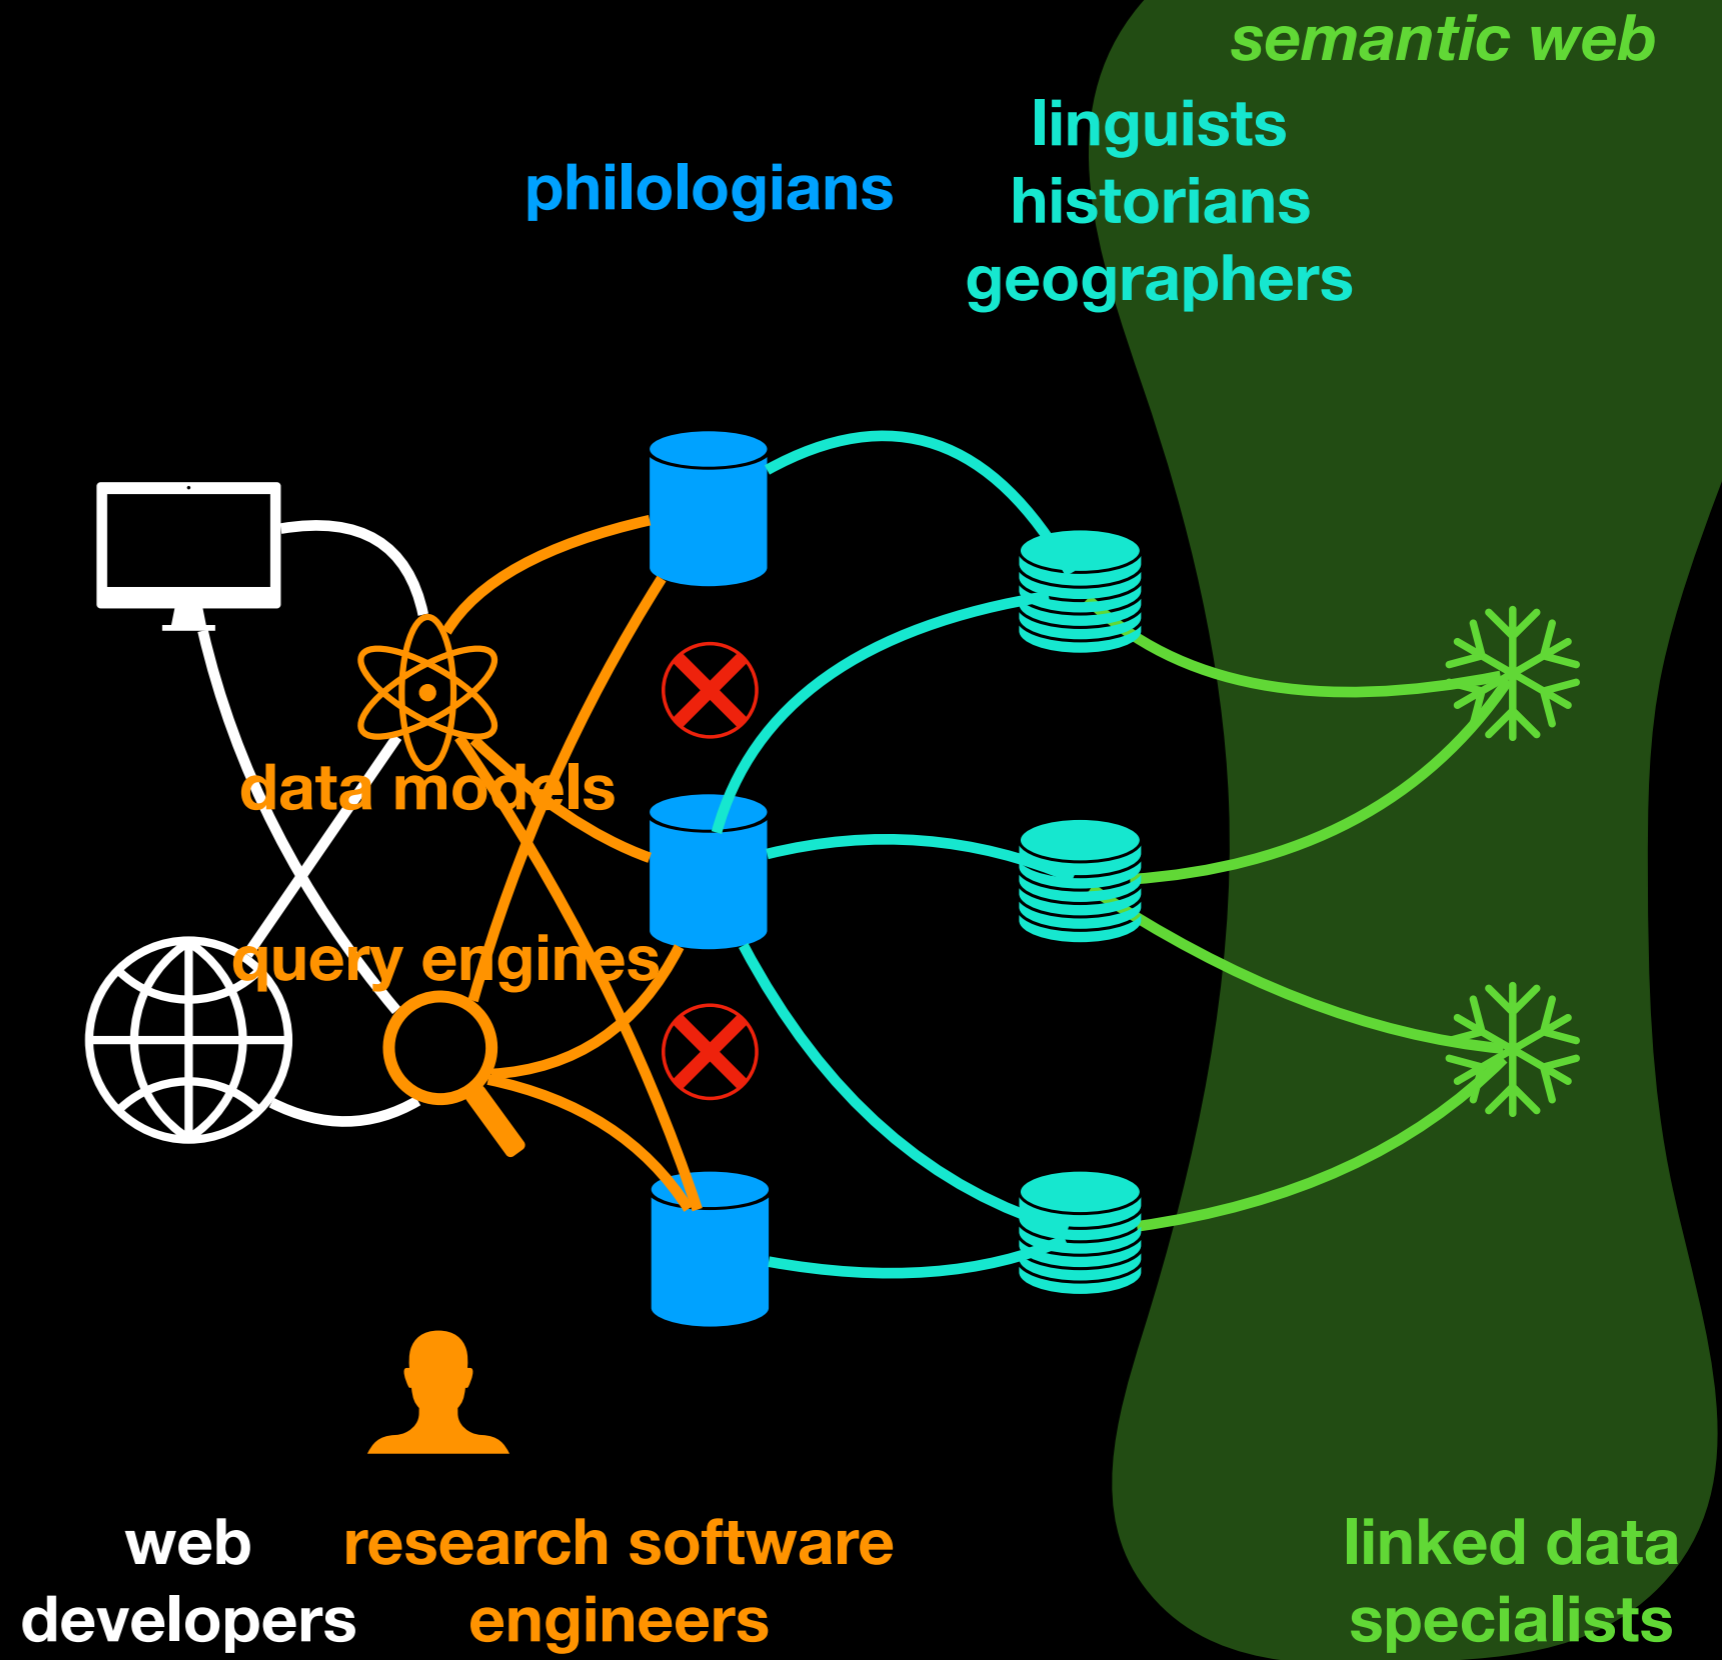 semantic web
philologians
linguists
historians
geographers
data models
query engines
web
developers
research software
engineers
linked data
specialists